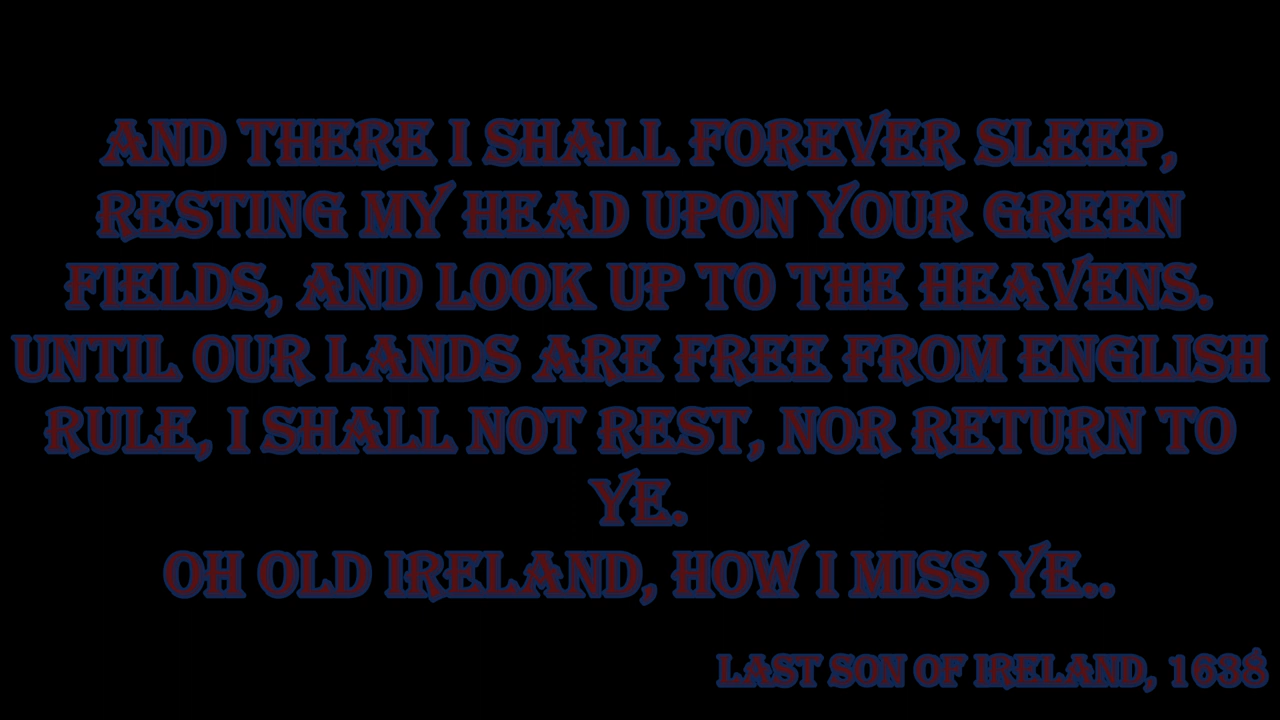 AND THERE I SHALL FOREVER SLEEP,
RESTING MY HEAD UPON YOUR GREEN
FIELDS, AND LOOK UP TO THE HEAVENS.
UNTIL OUR LANDS ARE FREE FROM ENGLISH
RULE, I SHALL NOT REST, NOR RETURN TO
YE.
OH OLD IRELAND, HOW I MISS YE..
LAST SON OF IRELAND, 1638